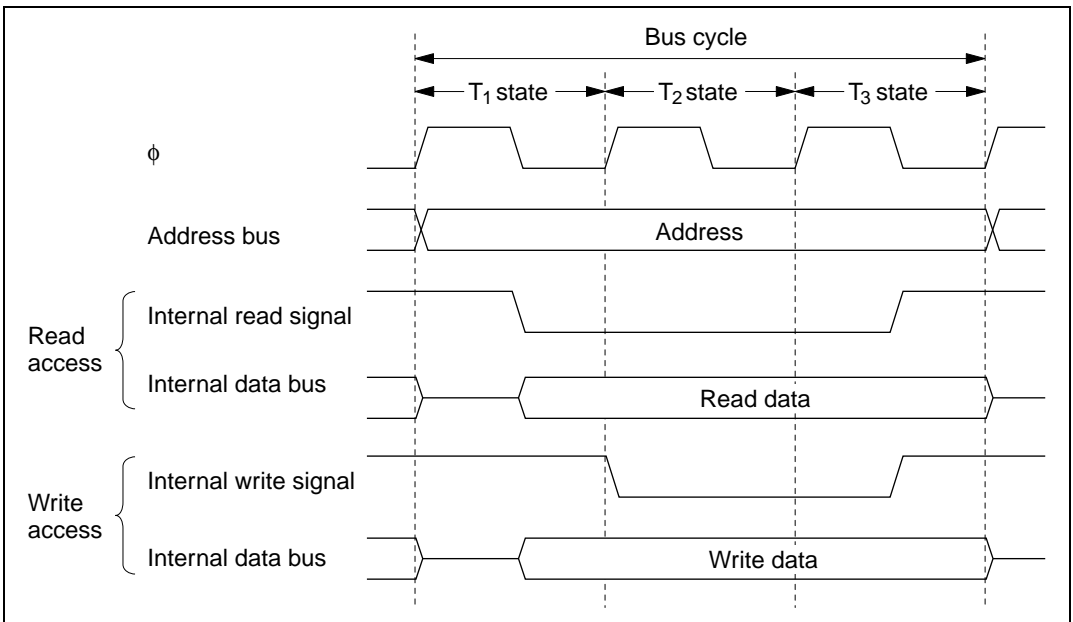 Bus cycle
T₁ state T₂ state T₃ state
ϕ
Address bus Address
Read access
Internal read signal
Internal data bus Read data
Write access
Internal write signal
Internal data bus Write data